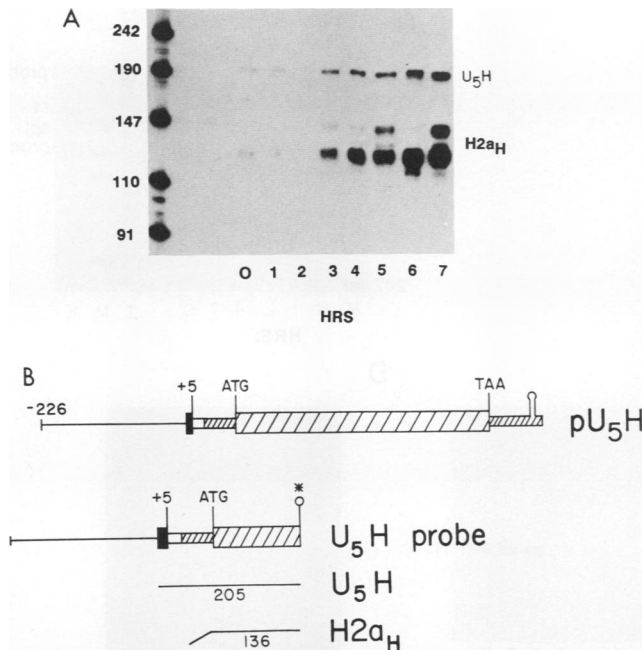 A
242
190
147
110
91
U5H
H2aH
O 1 2 3 4 5 6 7
HRS
B
-226
+5 ATG TAA
pU5H
*
+5 ATG
U5H probe
205
U5H
136
H2aH